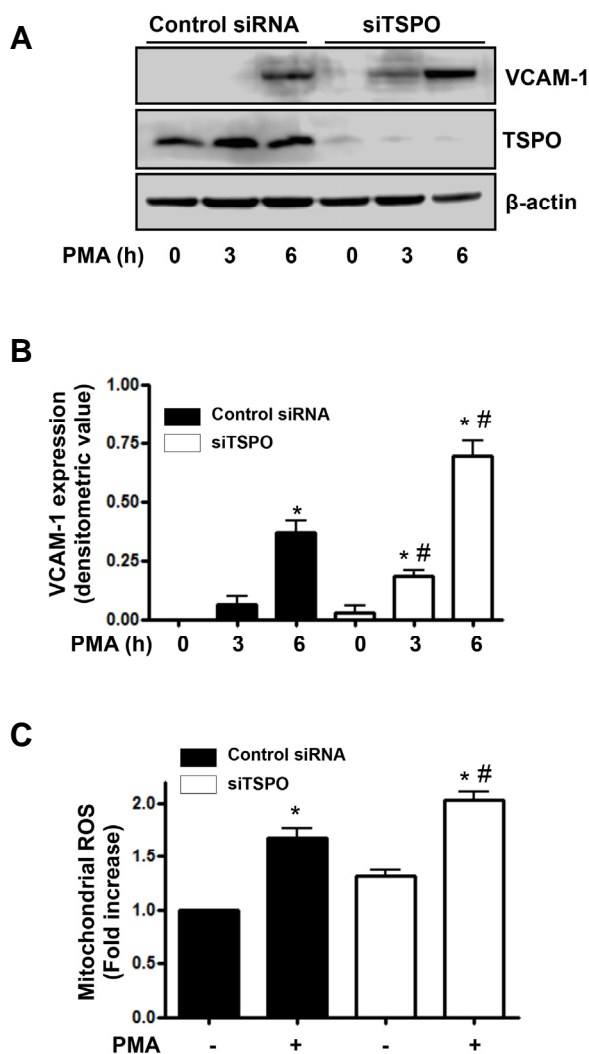 A
Control siRNA siTSPO
VCAM-1
TSPO
β-actin
PMA (h) 0 3 6 0 3 6
B
VCAM-1 expression
(densitometric value)
1.00
0.75
0.50
0.25
0.00
Control siRNA
siTSPO
*
* #
* #
PMA (h) 0 3 6 0 3 6
C
Mitochondrial ROS
(Fold increase)
2.0
1.5
1.0
0.5
0.0
Control siRNA
siTSPO
*
* #
PMA - + - +